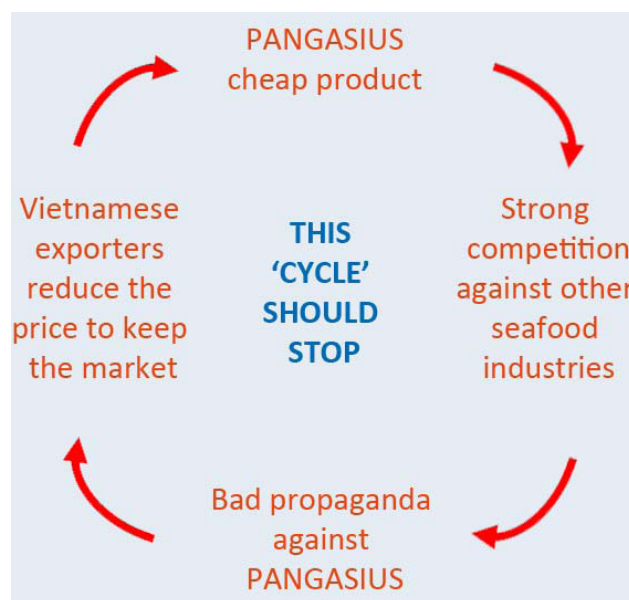 PANGASIUS
cheap product
Strong
competition
against other
seafood
industries
Bad propaganda
against
PANGASIUS
Vietnamese
exporters
reduce the
price to keep
the market
THIS
‘CYCLE’
SHOULD
STOP